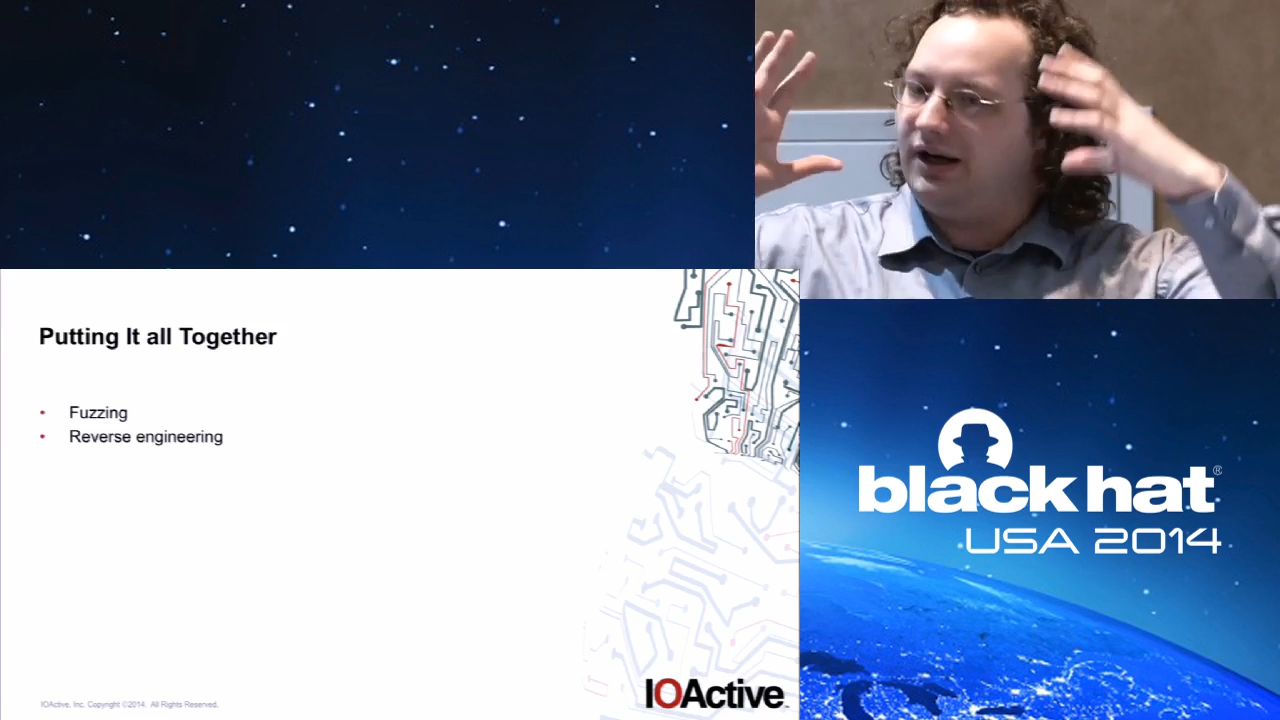 Putting It all Together
• Fuzzing
• Reverse engineering
IOActive, Inc. Copyright ©2014. All Rights Reserved.
IOActive
black hat®
USA 2014